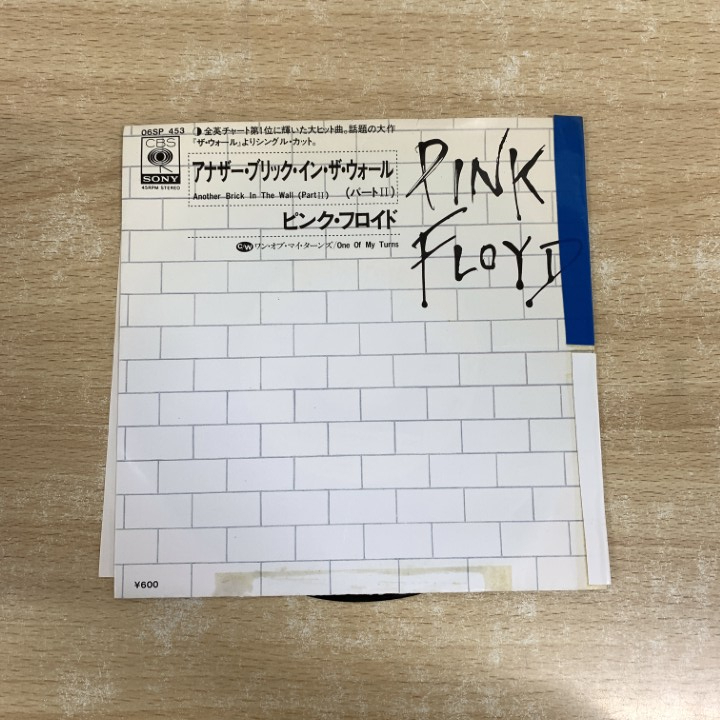 06SP 453
CBS
SONY
45RPM STEREO
◗全英チャート第1位に輝いた大ヒット曲。話題の大作
『ザ・ウォール』よりシングル・カット。
アナザー・ブリック・イン・ザ・ウォール
Another Brick In The Wall (Part II)
(パートII)
ピンク・フロイド
C/W ワン・オブ・マイ・ターンズ/One Of My Turns
PINK
FLOYD
¥600